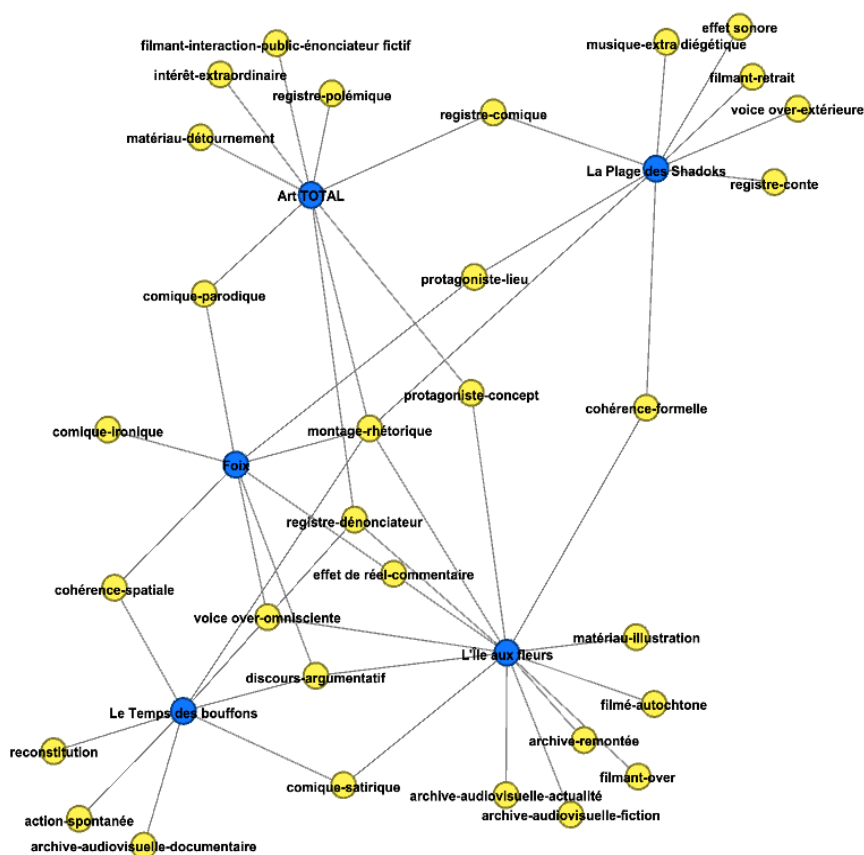 effet sonore
musique-extra diégétique
filmant-interaction-public-énonciateur fictif
intérêt-extraordinaire
filmant-retrait
registre-polémique
voice over-extérieure
registre-comique
matériau-détournement
La Plage des Shadoks
registre-conte
Art TOTAL
comique-parodique
protagoniste-lieu
protagoniste-concept
cohérence-formelle
comique-ironique
montage-rhétorique
Foix
registre-dénonciateur
effet de réel-commentaire
cohérence-spatiale
voice over-omnisciente
matériau-illustration
L'Île aux fleurs
discours-argumentatif
filmé-autochtone
Le Temps des bouffons
archive-remontée
reconstitution
filmant-over
comique-satirique
archive-audiovisuelle-actualité
archive-audiovisuelle-fiction
action-spontanée
archive-audiovisuelle-documentaire